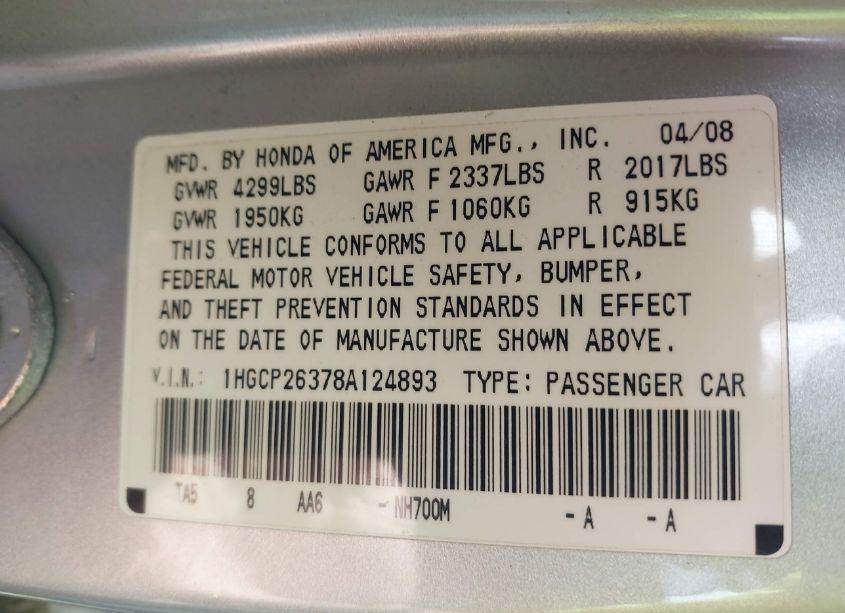 MFD. BY HONDA OF AMERICA MFG., INC. 04/08
GVWR 4299LBS GAWR F 2337LBS R 2017LBS
GVWR 1950KG GAWR F 1060KG R 915KG
THIS VEHICLE CONFORMS TO ALL APPLICABLE
FEDERAL MOTOR VEHICLE SAFETY, BUMPER,
AND THEFT PREVENTION STANDARDS IN EFFECT
ON THE DATE OF MANUFACTURE SHOWN ABOVE.
V.I.N.: 1HGCP26378A124893 TYPE: PASSENGER CAR
TA5 8 AA6 - NH700M - A - A